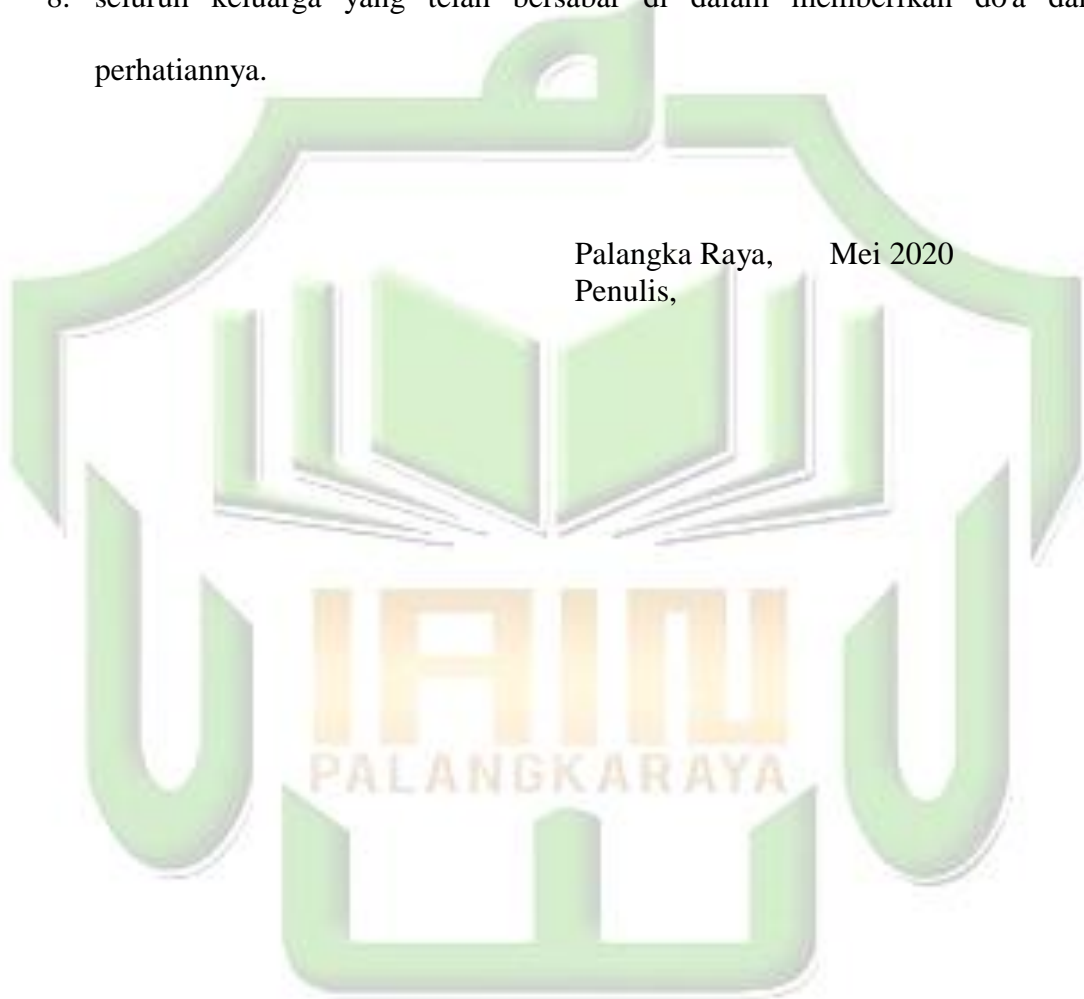 8. seluruh keluarga yang telah bersabar di dalam memberikan do'a dan
perhatiannya.
Palangka Raya, Mei 2020
Penulis,
IAIN
PALANGKARAYA